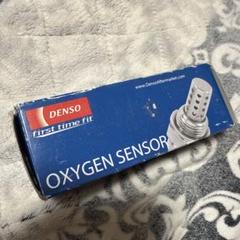 DENSO
first time fit
www.Densoaftermarket.com
OXYGEN SENSOR